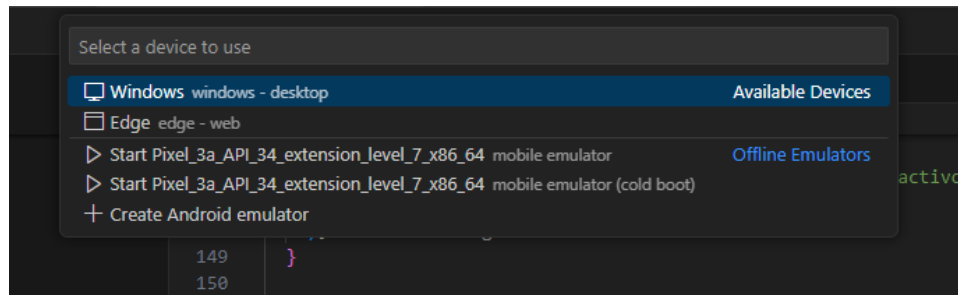 Select a device to use
Windows windows - desktop Available Devices
Edge edge - web
Start Pixel_3a_API_34_extension_level_7_x86_64 mobile emulator Offline Emulators
Start Pixel_3a_API_34_extension_level_7_x86_64 mobile emulator (cold boot)
activo
Create Android emulator
149 }
150